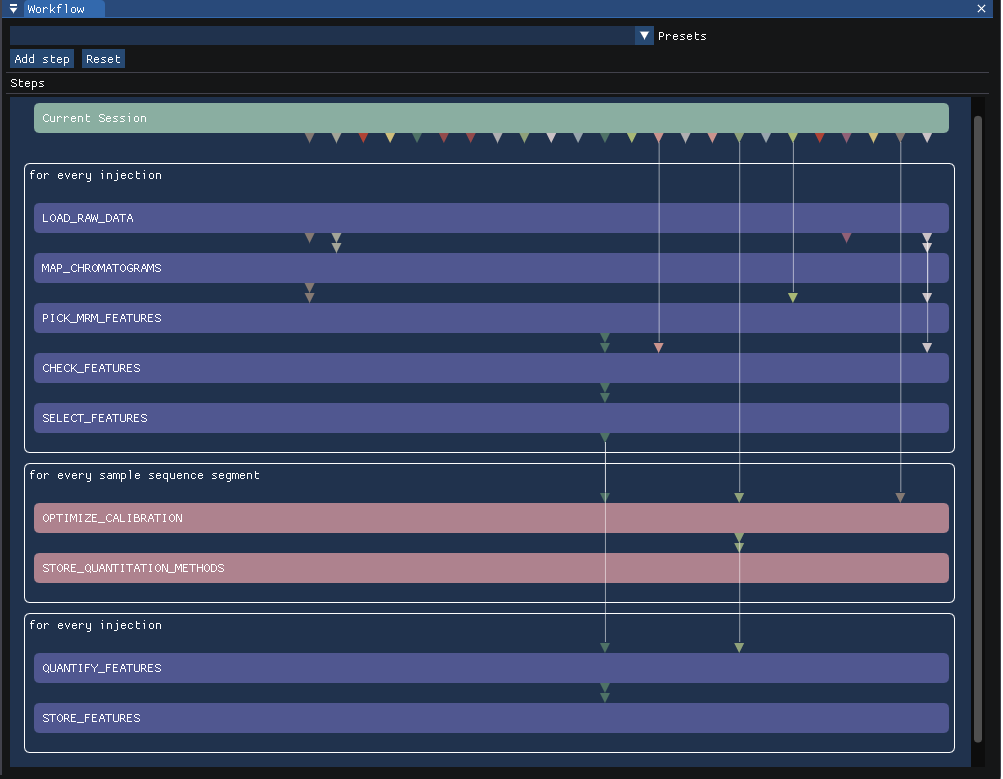 Workflow
Presets
Add step Reset
Steps
Current Session
for every injection
LOAD_RAW_DATA
MAP_CHROMATOGRAMS
PICK_MRM_FEATURES
CHECK_FEATURES
SELECT_FEATURES
for every sample sequence segment
OPTIMIZE_CALIBRATION
STORE_QUANTITATION_METHODS
for every injection
QUANTIFY_FEATURES
STORE_FEATURES